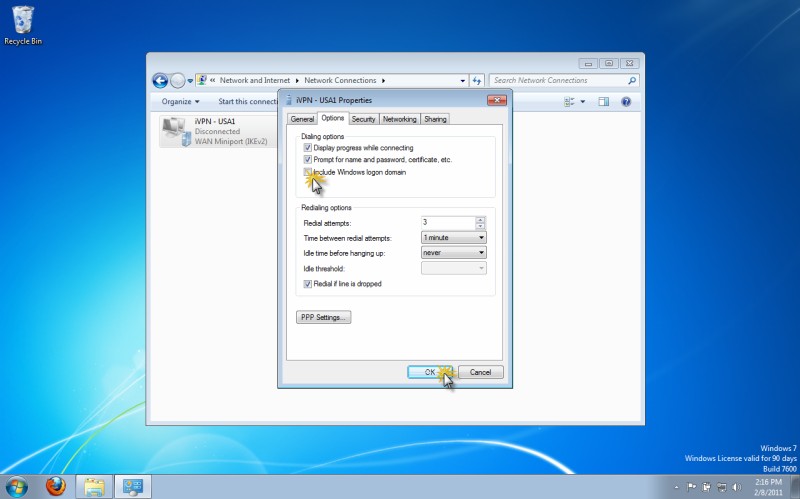 Recycle Bin
« Network and Internet Network Connections
Search Network Connections
Organize Start this connecti
iVPN - USA1
Disconnected
WAN Miniport (IKEv2)
iVPN - USA1 Properties
General Options Security Networking Sharing
Dialing options
Display progress while connecting
Prompt for name and password, certificate, etc.
Include Windows logon domain
Redialing options
Redial attempts: 3
Time between redial attempts: 1 minute
Idle time before hanging up: never
Idle threshold:
Redial if line is dropped
PPP Settings...
OK Cancel
Windows 7
Windows License valid for 90 days
Build 7600
2:16 PM
2/8/2011